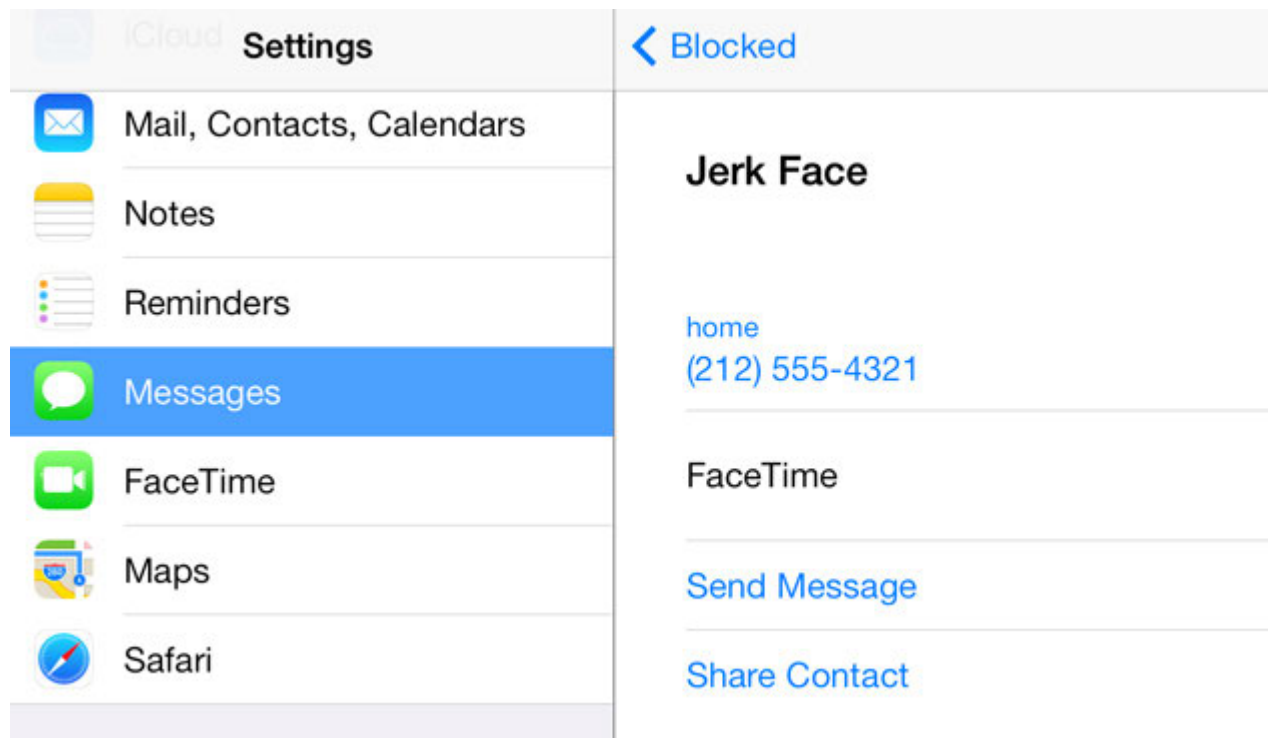 iCloud
Settings
Mail, Contacts, Calendars
Notes
Reminders
Messages
FaceTime
Maps
Safari
Blocked
Jerk Face
home
(212) 555-4321
FaceTime
Send Message
Share Contact